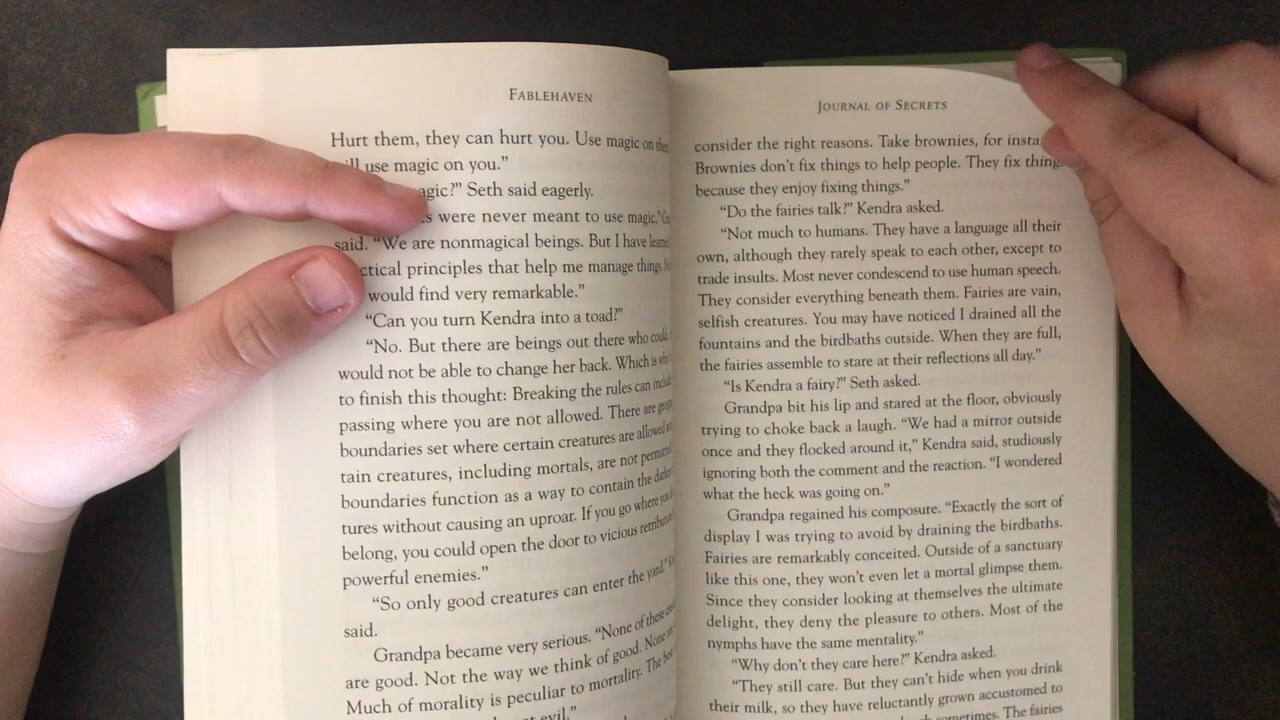 FABLEHAVEN
Hurt them, they can hurt you. Use magic on
use magic on you.”
Seth said eagerly.
were never meant to use magic,”
said. “We are nonmagical beings. But I have
principles that help me manage things.
would find very remarkable.”
“Can you turn Kendra into a toad?”
“No. But there are beings out there who could.
would not be able to change her back. Which is why
to finish this thought: Breaking the rules can
passing where you are not allowed. There are
boundaries set where certain creatures are allowed
tain creatures, including mortals, are not
boundaries function as a way to contain the
tures without causing an uproar. If you go where you
belong, you could open the door to vicious
powerful enemies.”
“So only good creatures can enter the yard,”
said.
Grandpa became very serious. “None of these
are good. Not the way we think of good. None
Much of morality is peculiar to mortality. The
evil.”
JOURNAL OF SECRETS
consider the right reasons. Take brownies, for
Brownies don’t fix things to help people. They fix
because they enjoy fixing things.”
“Do the fairies talk?” Kendra asked.
“Not much to humans. They have a language all their
own, although they rarely speak to each other, except to
trade insults. Most never condescend to use human speech.
They consider everything beneath them. Fairies are vain,
selfish creatures. You may have noticed I drained all the
fountains and the birdbaths outside. When they are full,
the fairies assemble to stare at their reflections all day.”
“Is Kendra a fairy?” Seth asked.
Grandpa bit his lip and stared at the floor, obviously
trying to choke back a laugh. “We had a mirror outside
once and they flocked around it,” Kendra said, studiously
ignoring both the comment and the reaction. “I wondered
what the heck was going on.”
Grandpa regained his composure. “Exactly the sort of
display I was trying to avoid by draining the birdbaths.
Fairies are remarkably conceited. Outside of a sanctuary
like this one, they won’t even let a mortal glimpse them.
Since they consider looking at themselves the ultimate
delight, they deny the pleasure to others. Most of the
nymphs have the same mentality.”
“Why don’t they care here?” Kendra asked.
“They still care. But they can’t hide when you drink
their milk, so they have reluctantly grown accustomed to
sometimes. The fairies